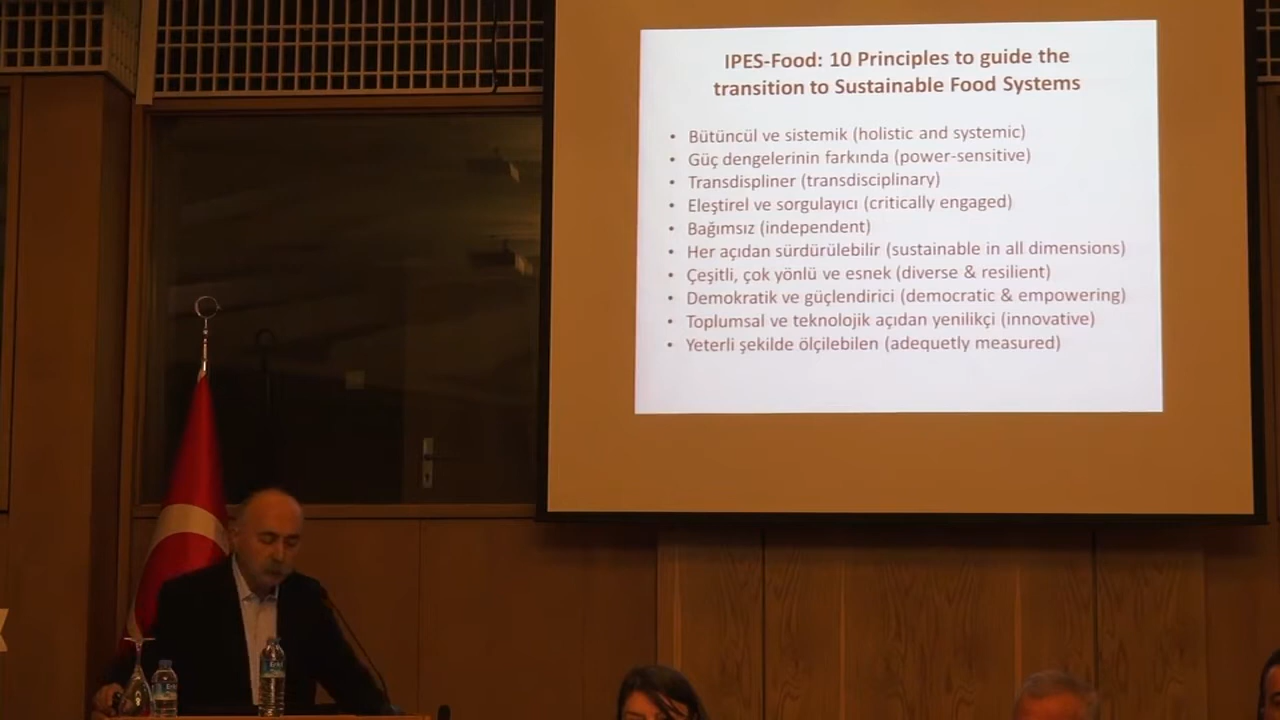 IPES-Food: 10 Principles to guide the
transition to Sustainable Food Systems
• Bütüncül ve sistemik (holistic and systemic)
• Güç dengelerinin farkında (power-sensitive)
• Transdispliner (transdisciplinary)
• Eleştirel ve sorgulayıcı (critically engaged)
• Bağımsız (independent)
• Her açıdan sürdürülebilir (sustainable in all dimensions)
• Çeşitli, çok yönlü ve esnek (diverse & resilient)
• Demokratik ve güçlendirici (democratic & empowering)
• Toplumsal ve teknolojik açıdan yenilikçi (innovative)
• Yeterli şekilde ölçilebilen (adequetly measured)